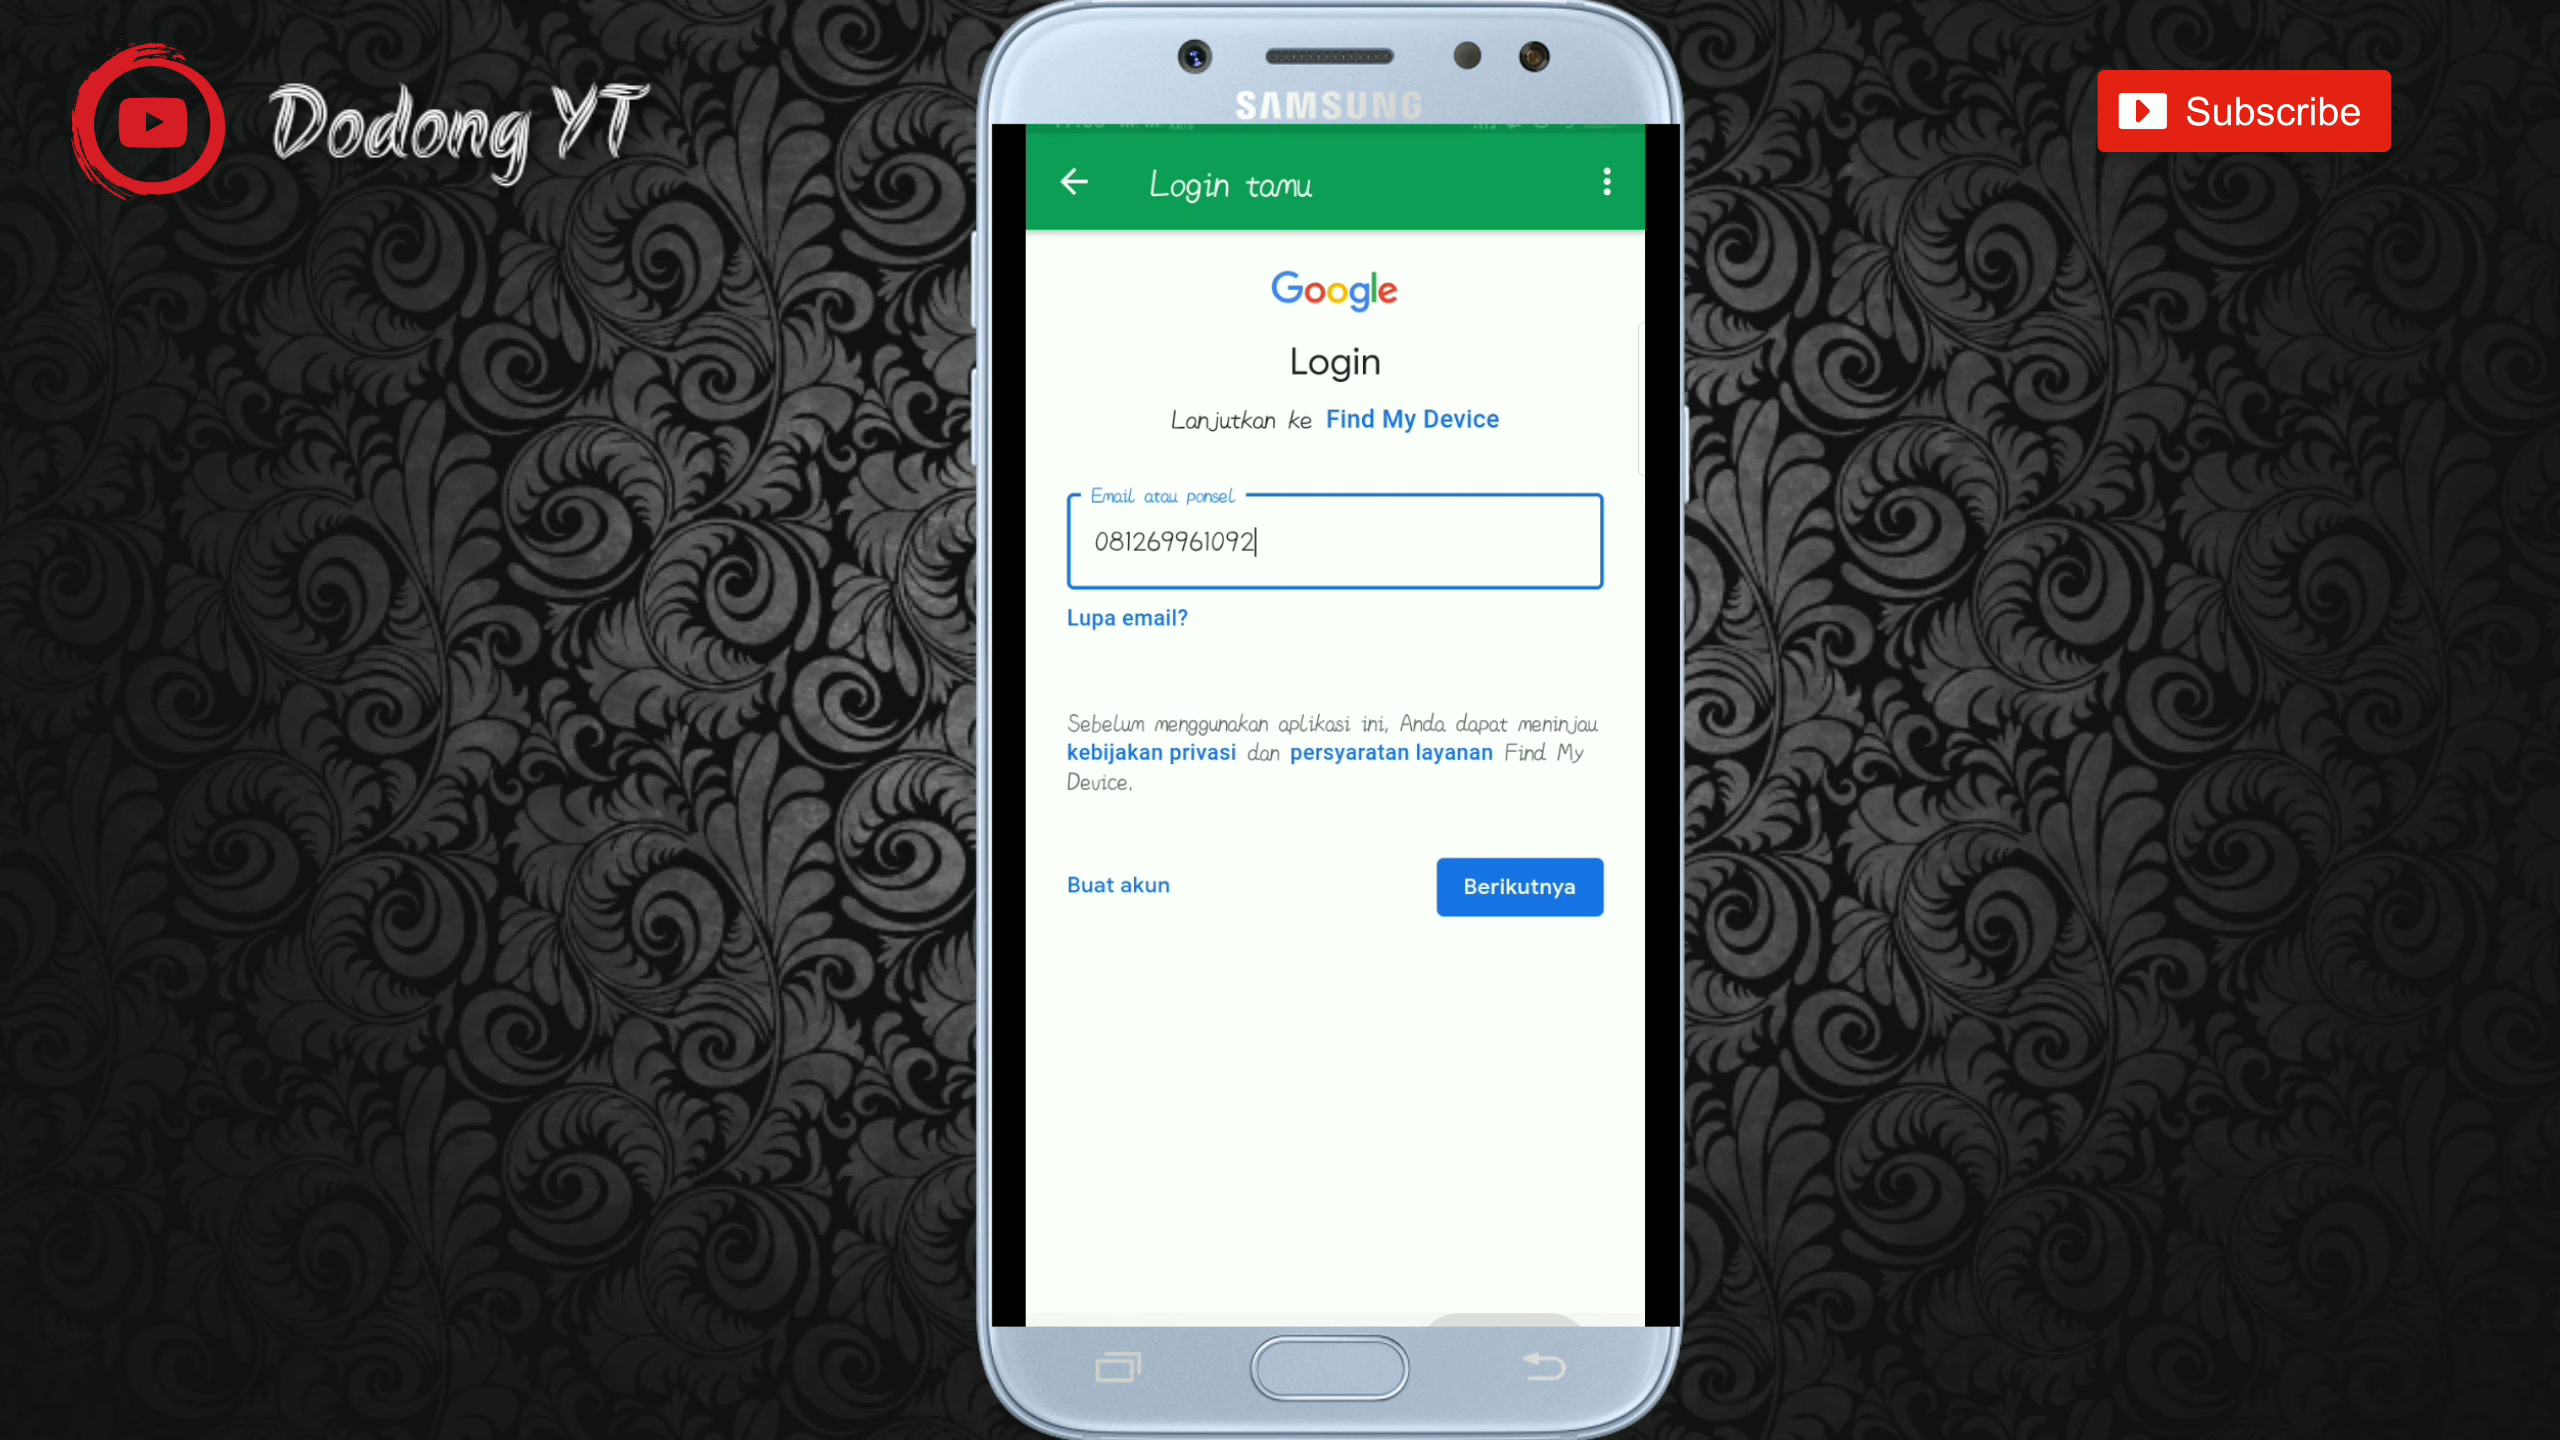 Dodong YT
Subscribe
SAMSUNG
Login tamu
Google
Login
Lanjutkan ke Find My Device
Email atau ponsel
081269961092
Lupa email?
Sebelum menggunakan aplikasi ini, Anda dapat meninjau
kebijakan privasi dan persyaratan layanan Find My
Device.
Buat akun
Berikutnya